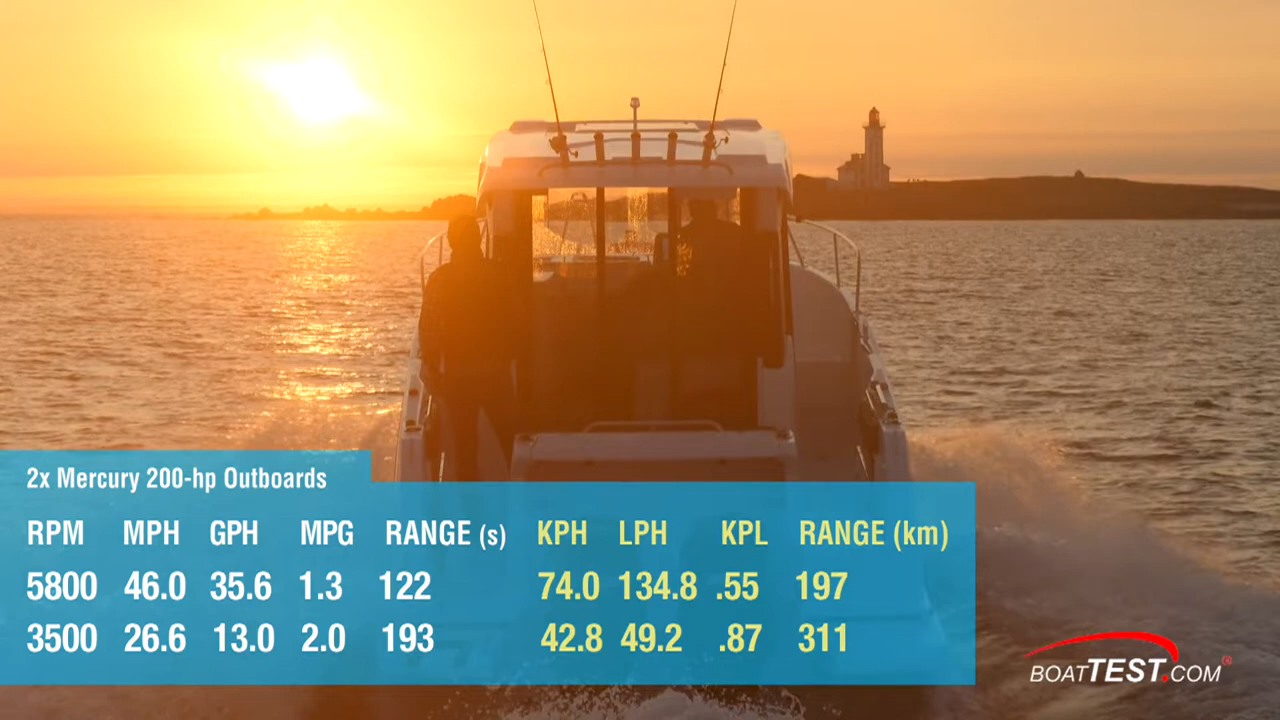 2x Mercury 200-hp Outboards
RPM MPH GPH MPG RANGE (s) KPH LPH KPL RANGE (km)
5800 46.0 35.6 1.3 122 74.0 134.8 .55 197
3500 26.6 13.0 2.0 193 42.8 49.2 .87 311
BOATTEST.COM®